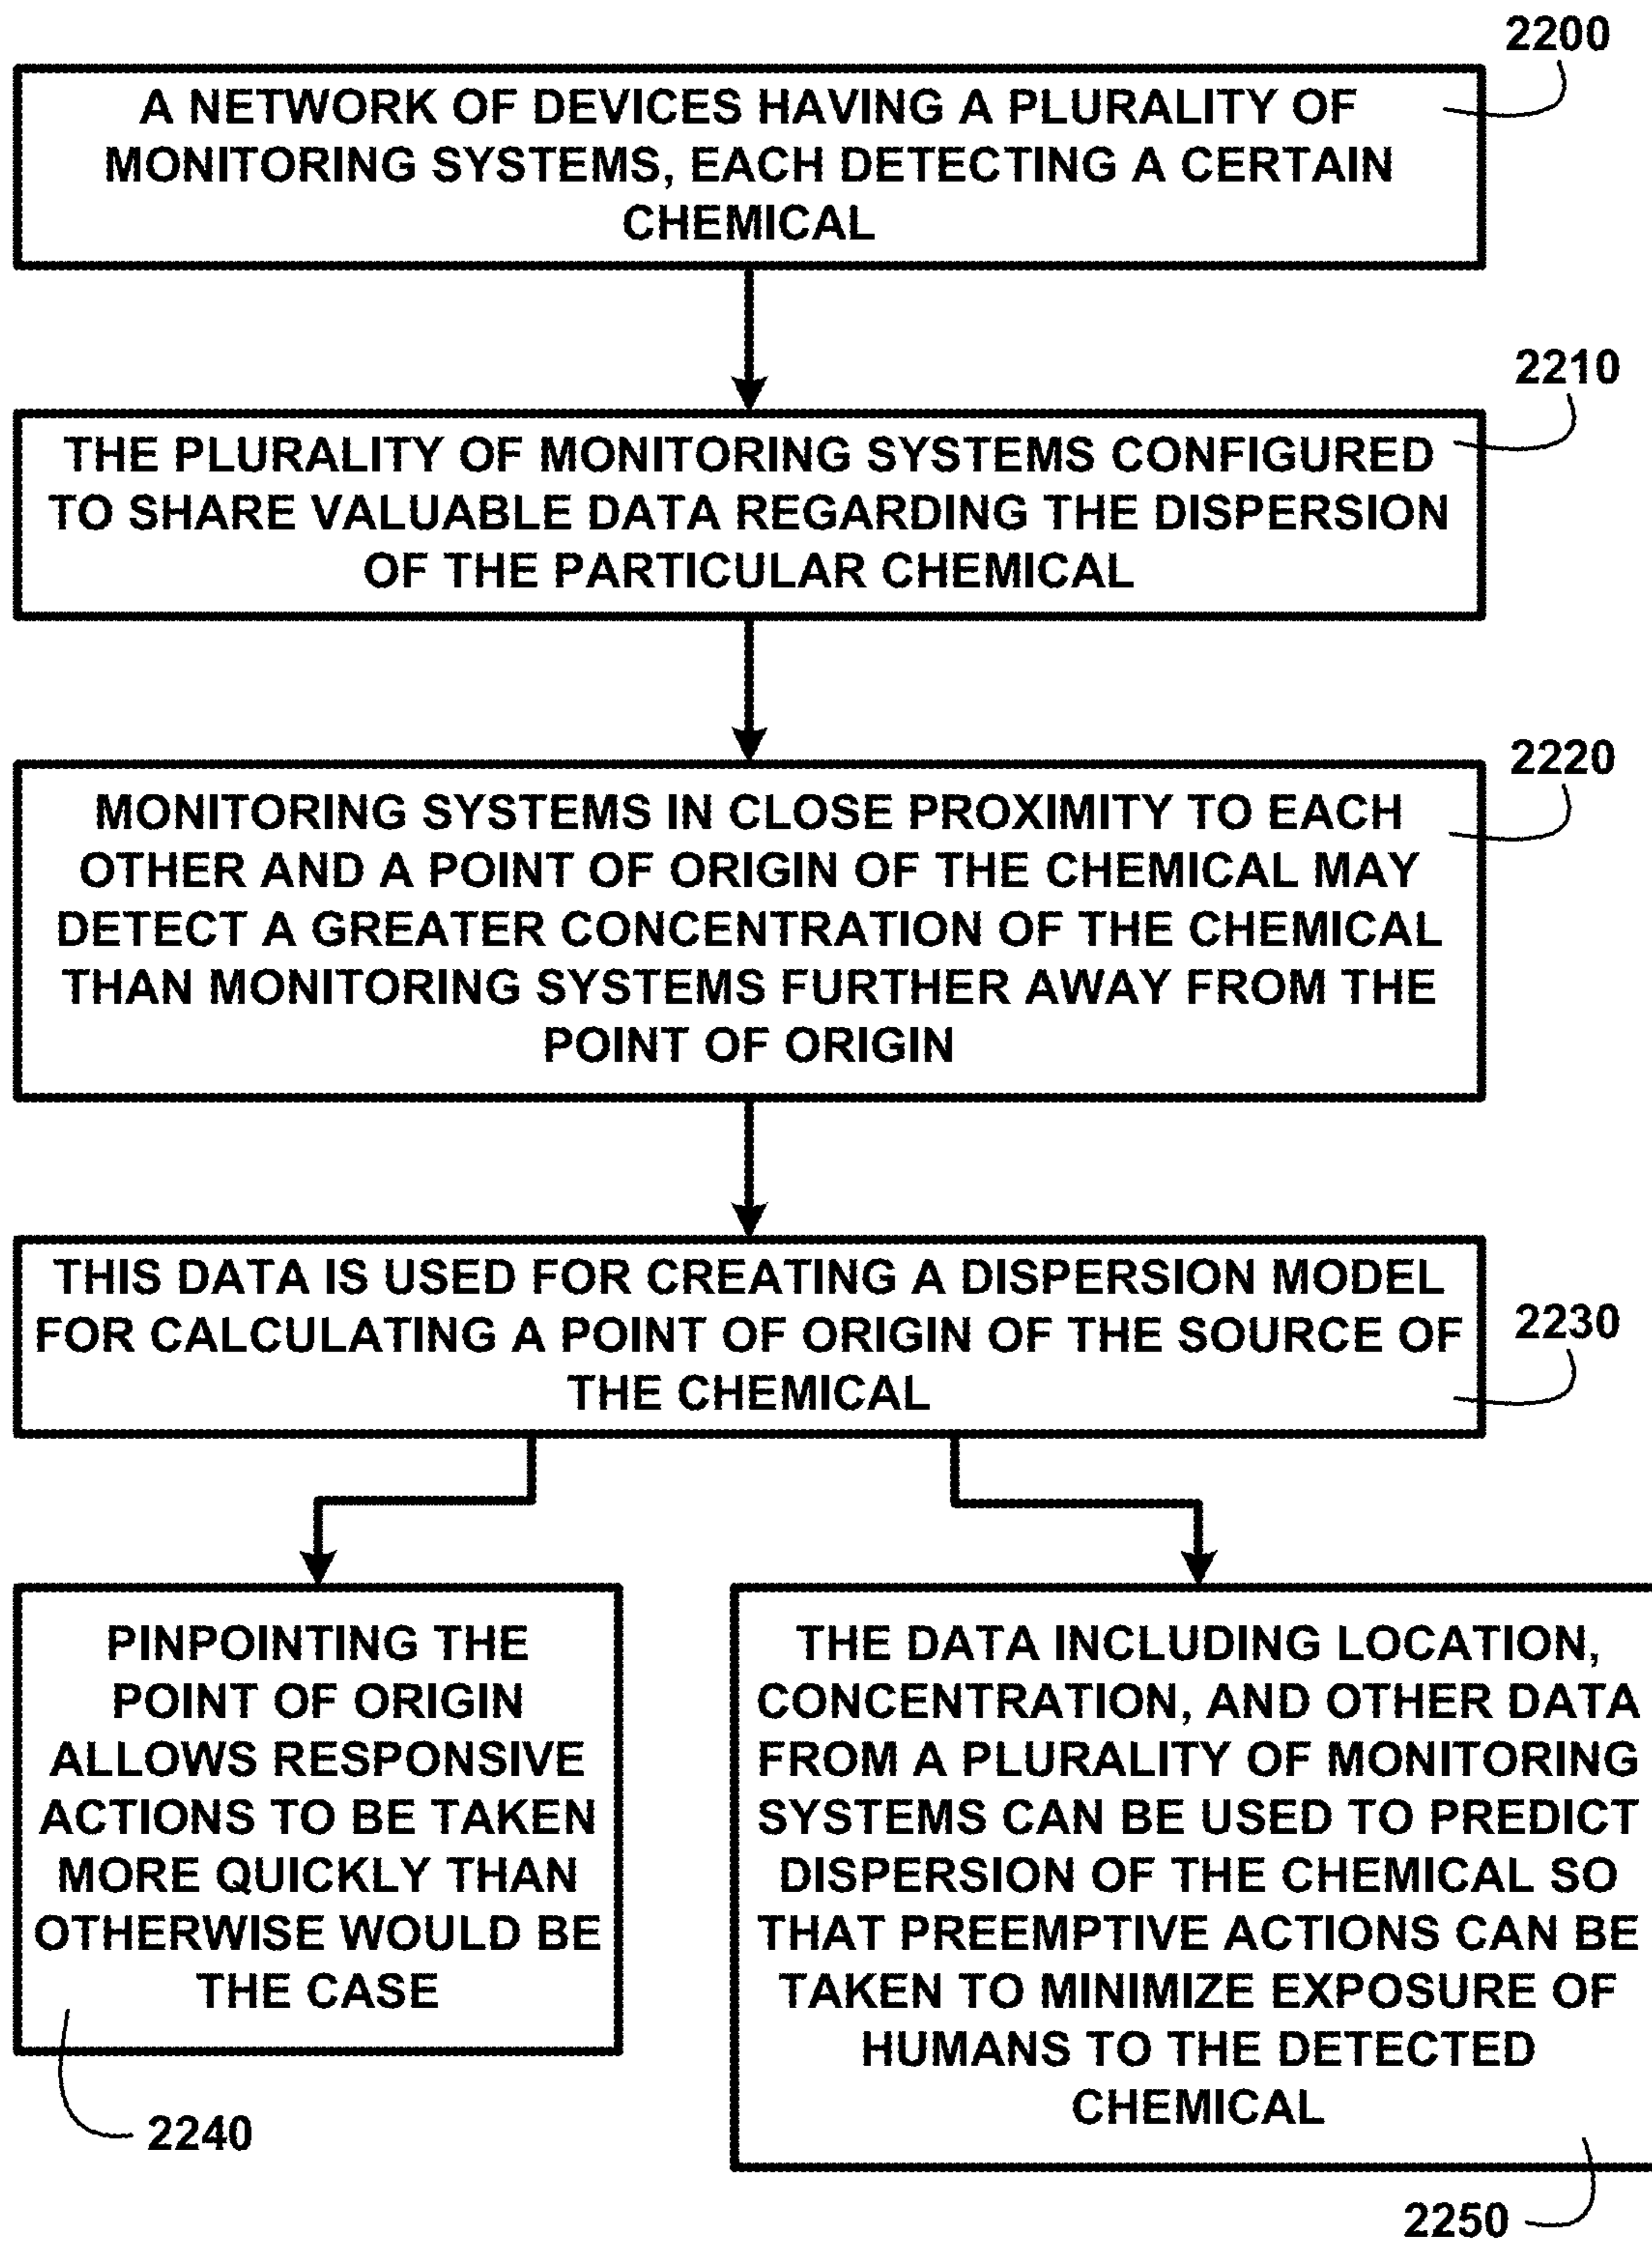 2200
A NETWORK OF DEVICES HAVING A PLURALITY OF
MONITORING SYSTEMS, EACH DETECTING A CERTAIN
CHEMICAL
2210
THE PLURALITY OF MONITORING SYSTEMS CONFIGURED
TO SHARE VALUABLE DATA REGARDING THE DISPERSION
OF THE PARTICULAR CHEMICAL
2220
MONITORING SYSTEMS IN CLOSE PROXIMITY TO EACH
OTHER AND A POINT OF ORIGIN OF THE CHEMICAL MAY
DETECT A GREATER CONCENTRATION OF THE CHEMICAL
THAN MONITORING SYSTEMS FURTHER AWAY FROM THE
POINT OF ORIGIN
THIS DATA IS USED FOR CREATING A DISPERSION MODEL
FOR CALCULATING A POINT OF ORIGIN OF THE SOURCE OF
THE CHEMICAL
2230
PINPOINTING THE
POINT OF ORIGIN
ALLOWS RESPONSIVE
ACTIONS TO BE TAKEN
MORE QUICKLY THAN
OTHERWISE WOULD BE
THE CASE
2240
THE DATA INCLUDING LOCATION,
CONCENTRATION, AND OTHER DATA
FROM A PLURALITY OF MONITORING
SYSTEMS CAN BE USED TO PREDICT
DISPERSION OF THE CHEMICAL SO
THAT PREEMPTIVE ACTIONS CAN BE
TAKEN TO MINIMIZE EXPOSURE OF
HUMANS TO THE DETECTED
CHEMICAL
2250